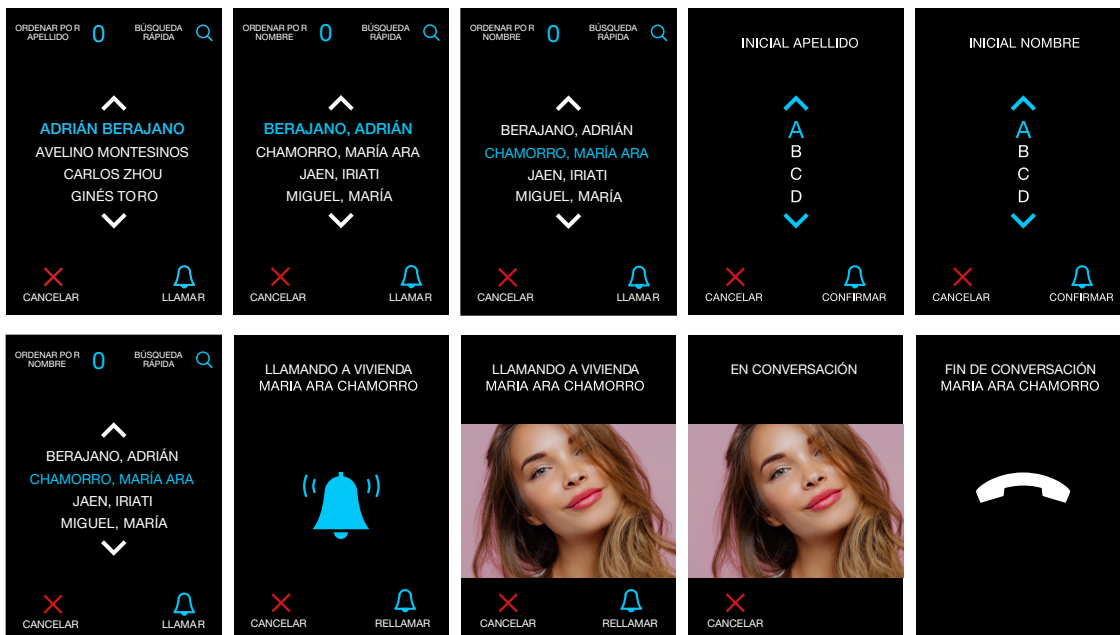 ORDENAR POR
APELLIDO
0
BÚSQUEDA
RÁPIDA
ADRIÁN BERAJANO
AVELINO MONTESINOS
CARLOS ZHOU
GINÉS TORO
CANCELAR
LLAMAR
ORDENAR POR
NOMBRE
0
BÚSQUEDA
RÁPIDA
BERAJANO, ADRIÁN
CHAMORRO, MARÍA ARA
JAEN, IRIATI
MIGUEL, MARÍA
CANCELAR
LLAMAR
ORDENAR POR
NOMBRE
0
BÚSQUEDA
RÁPIDA
BERAJANO, ADRIÁN
CHAMORRO, MARÍA ARA
JAEN, IRIATI
MIGUEL, MARÍA
CANCELAR
LLAMAR
INICIAL APELLIDO
A
B
C
D
CANCELAR
CONFIRMAR
INICIAL NOMBRE
A
B
C
D
CANCELAR
CONFIRMAR
ORDENAR POR
NOMBRE
0
BÚSQUEDA
RÁPIDA
BERAJANO, ADRIÁN
CHAMORRO, MARÍA ARA
JAEN, IRIATI
MIGUEL, MARÍA
CANCELAR
LLAMAR
LLAMANDO A VIVIENDA
MARIA ARA CHAMORRO
CANCELAR
RELLAMAR
LLAMANDO A VIVIENDA
MARIA ARA CHAMORRO
CANCELAR
RELLAMAR
EN CONVERSACIÓN
CANCELAR
FIN DE CONVERSACIÓN
MARIA ARA CHAMORRO